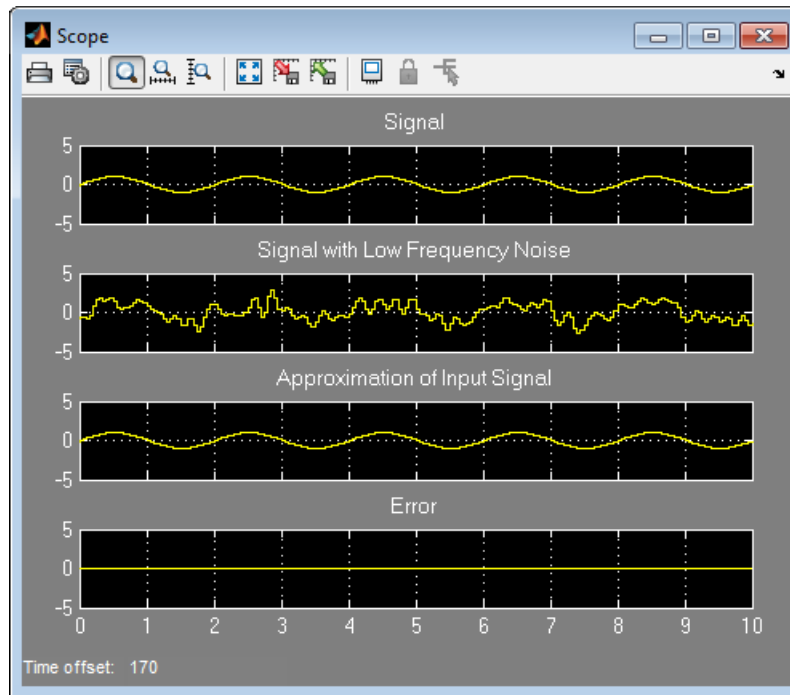 Scope
Signal
5
0
-5
Signal with Low Frequency Noise
5
0
-5
Approximation of Input Signal
5
0
-5
Error
5
0
-5
0 1 2 3 4 5 6 7 8 9 10
Time offset: 170